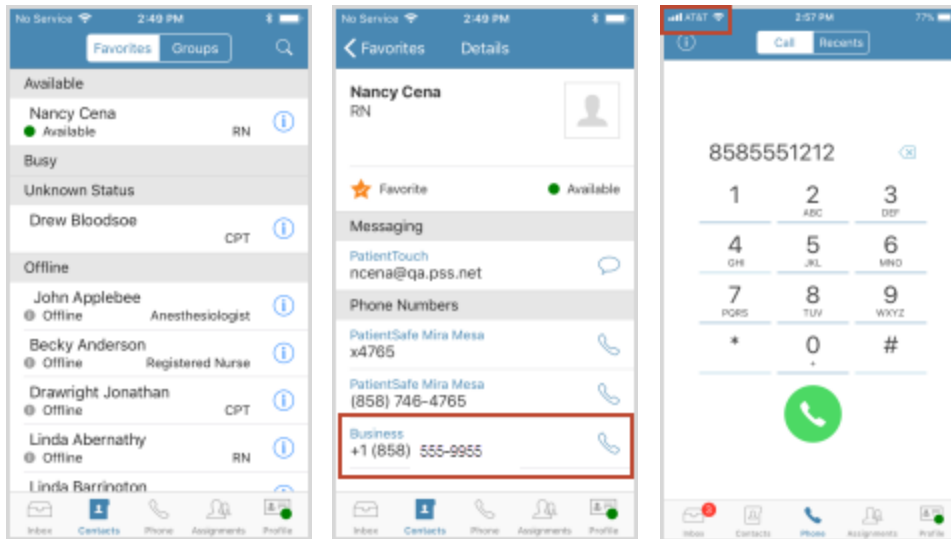 No Service 2:49 PM
Favorites Groups
Available
Nancy Cena
Available RN
Busy
Unknown Status
Drew Bloodsoe
CPT
Offline
John Applebee
Offline Anesthesiologist
Becky Anderson
Offline Registered Nurse
Drawright Jonathan
Offline CPT
Linda Abernathy
Offline RN
Linda Barrington
Inbox Contacts Phone Assignments Profile
No Service 2:49 PM
Favorites Details
Nancy Cena
RN
Favorite Available
Messaging
PatientTouch
ncena@qa.pss.net
Phone Numbers
PatientSafe Mira Mesa
x4765
PatientSafe Mira Mesa
(858) 746-4765
Business
+1 (858) 555-9955
Inbox Contacts Phone Assignments Profile
AT&T 2:57 PM 77%
Call Recents
8585551212
1 2 3
ABC DEF
4 5 6
GHI JKL MNO
7 8 9
PQRS TUV WXYZ
* 0 #
+
Inbox Contacts Phone Assignments Profile